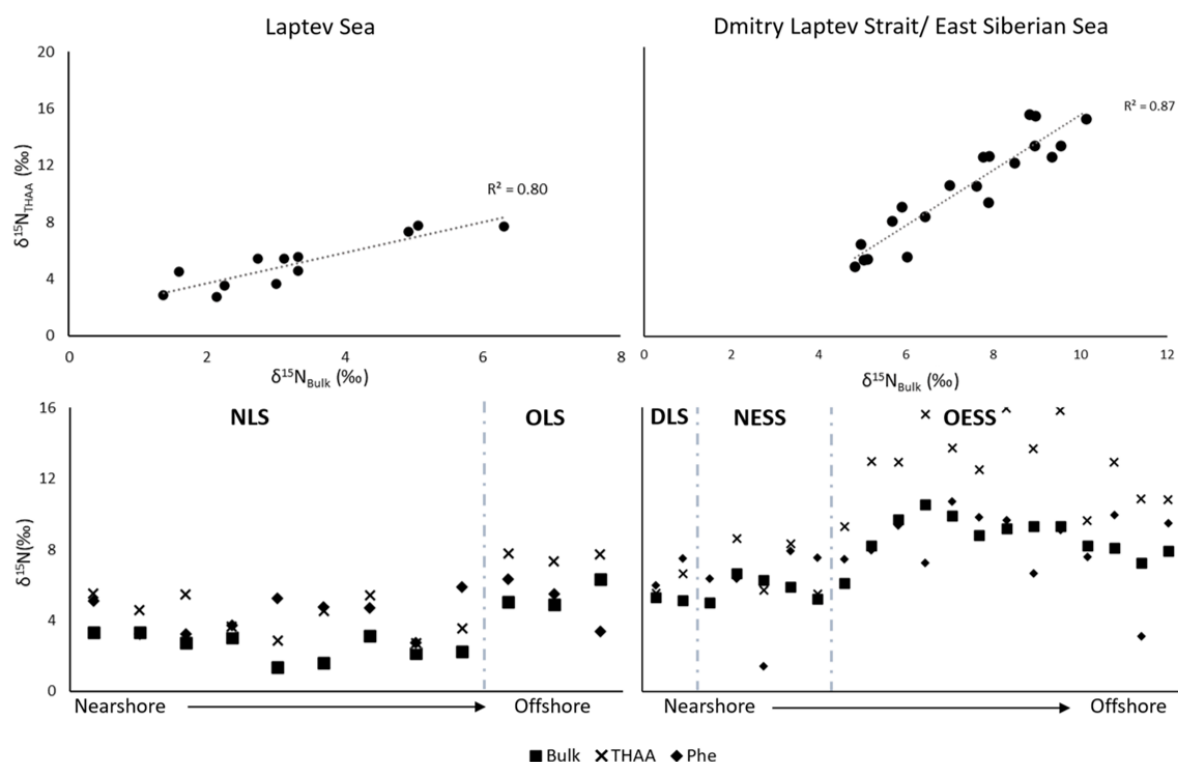 Laptev Sea
Dmitry Laptev Strait/ East Siberian Sea
20
16
12
8
4
0
δ¹⁵N_THAA (‰)
R² = 0.80
R² = 0.87
0 2 4 6 8
δ¹⁵N_Bulk (‰)
0 2 4 6 8 10 12
δ¹⁵N_Bulk (‰)
16
12
8
4
0
δ¹⁵N(‰)
NLS
OLS
DLS
NESS
OESS
Nearshore
Offshore
Nearshore
Offshore
Bulk THAA Phe